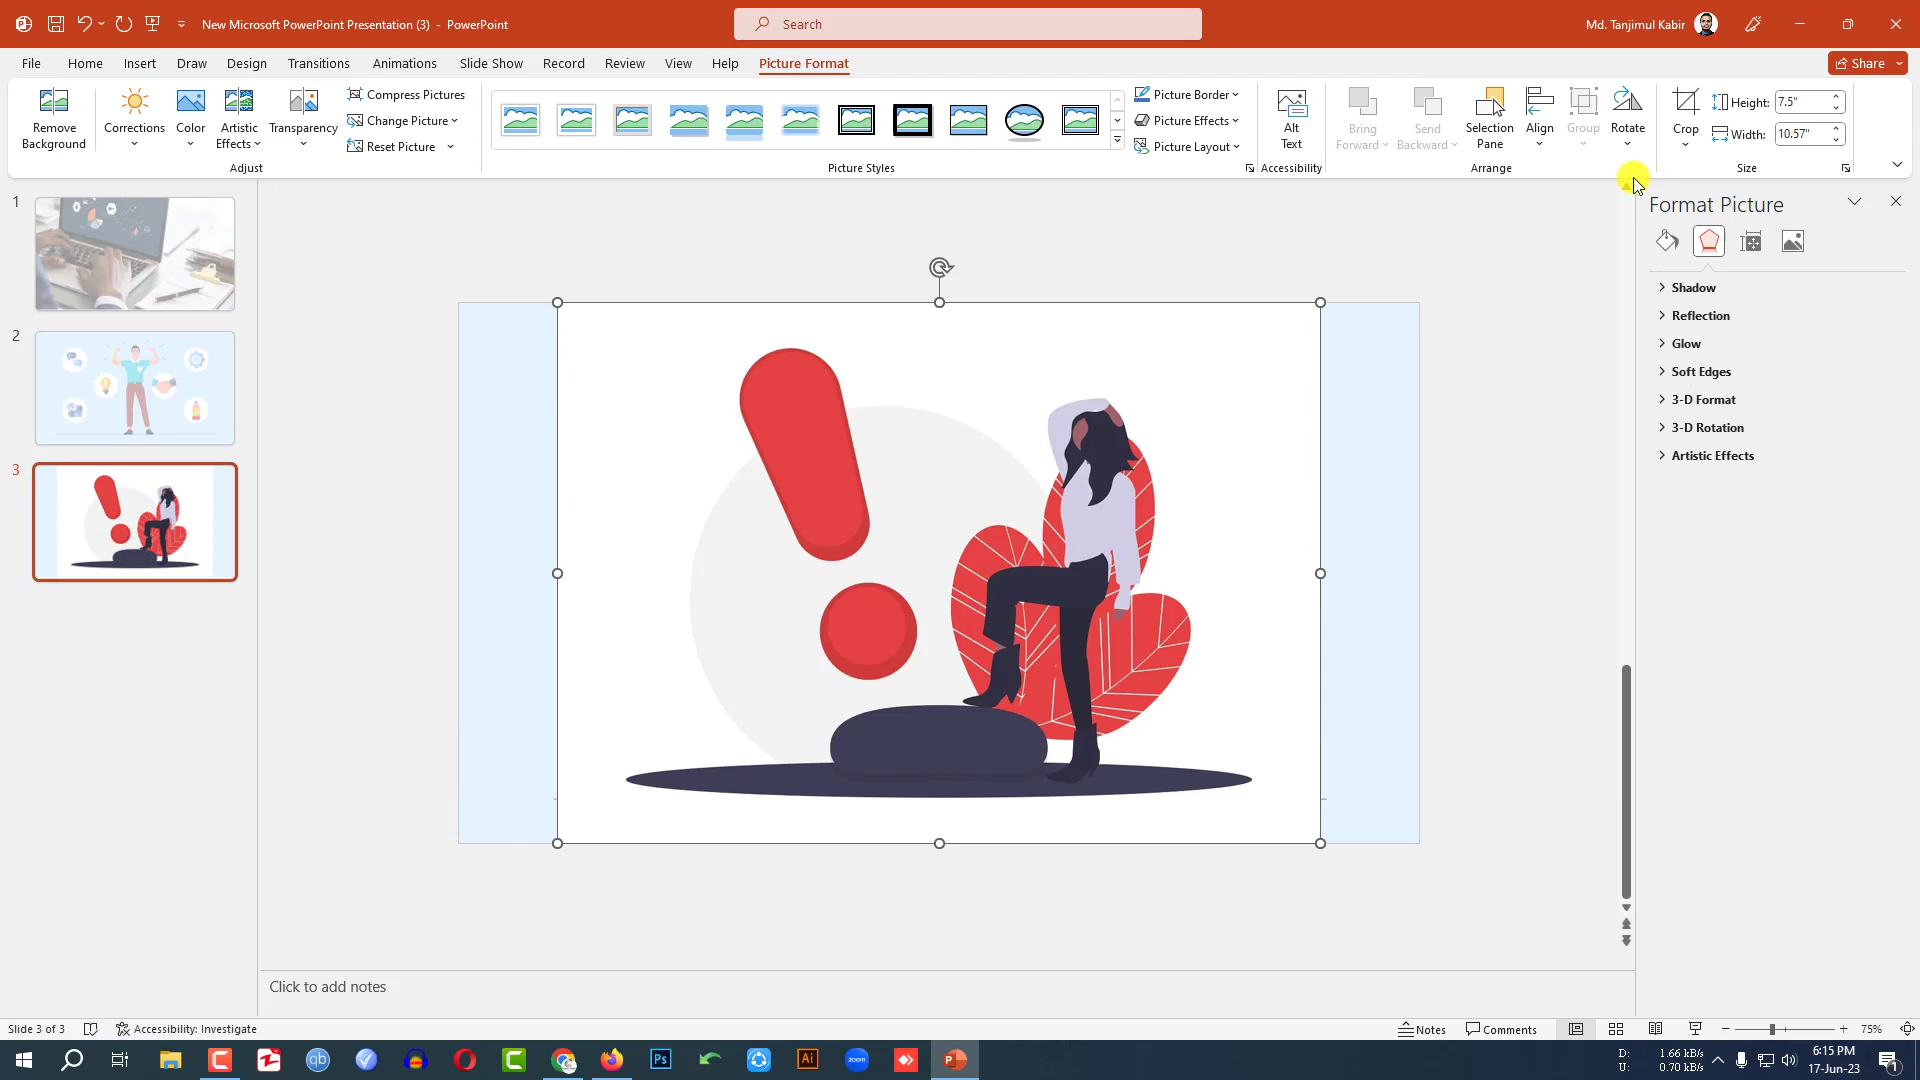 New Microsoft PowerPoint Presentation (3) - PowerPoint
Search
Md. Tanjimul Kabir
File Home Insert Draw Design Transitions Animations Slide Show Record Review View Help Picture Format
Share
Remove Background
Corrections
Color
Artistic Effects
Transparency
Compress Pictures
Change Picture
Reset Picture
Adjust
Picture Styles
Picture Border
Picture Effects
Picture Layout
Alt Text
Accessibility
Bring Forward
Send Backward
Selection Pane
Align
Group
Rotate
Arrange
Crop
Height: 7.5"
Width: 10.57"
Size
1
2
3
Format Picture
Shadow
Reflection
Glow
Soft Edges
3-D Format
3-D Rotation
Artistic Effects
Click to add notes
Slide 3 of 3
Accessibility: Investigate
Notes
Comments
75%
qb
Ps
Ai
zoom
D: 1.66 kB/s
U: 0.70 kB/s
6:15 PM
17-Jun-23
1